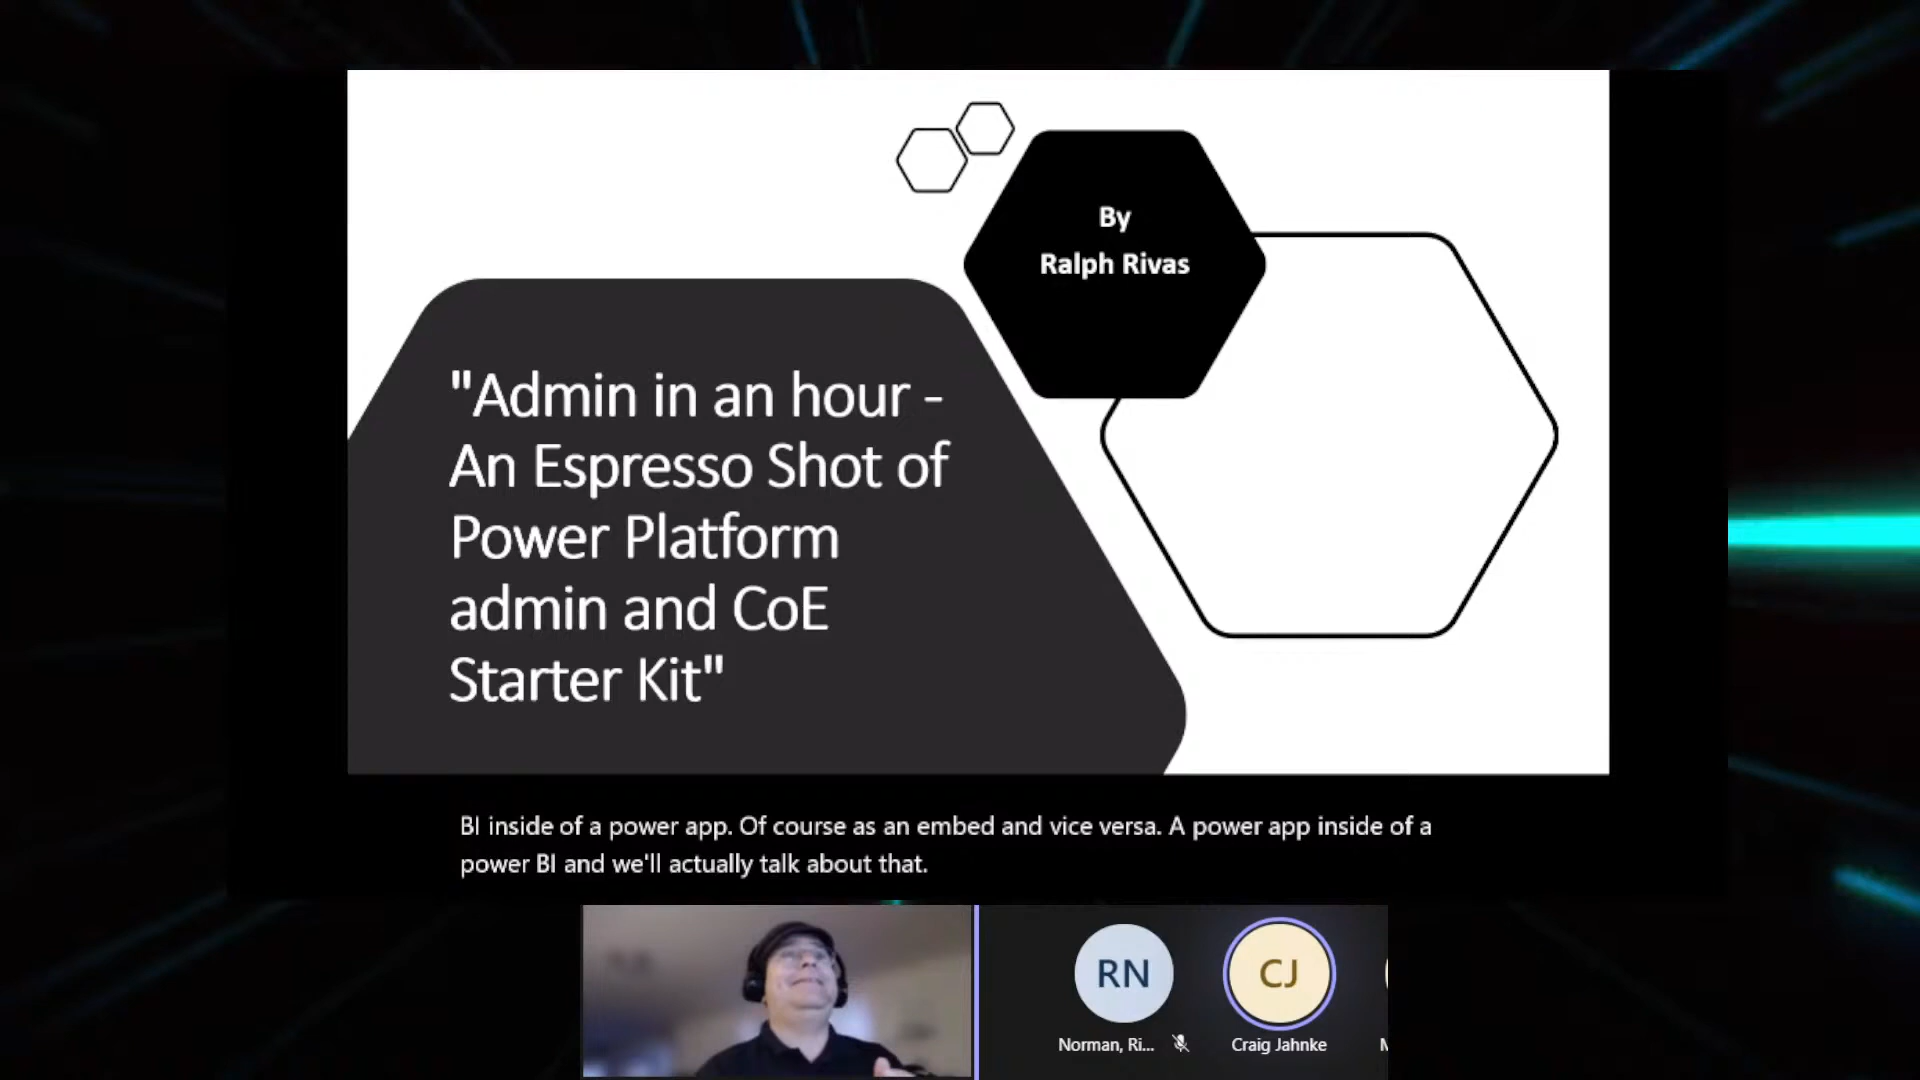 By
Ralph Rivas
"Admin in an hour -
An Espresso Shot of
Power Platform
admin and CoE
Starter Kit"
BI inside of a power app. Of course as an embed and vice versa. A power app inside of a
power BI and we'll actually talk about that.
RN
CJ
Norman, Ri...
Craig Jahnke